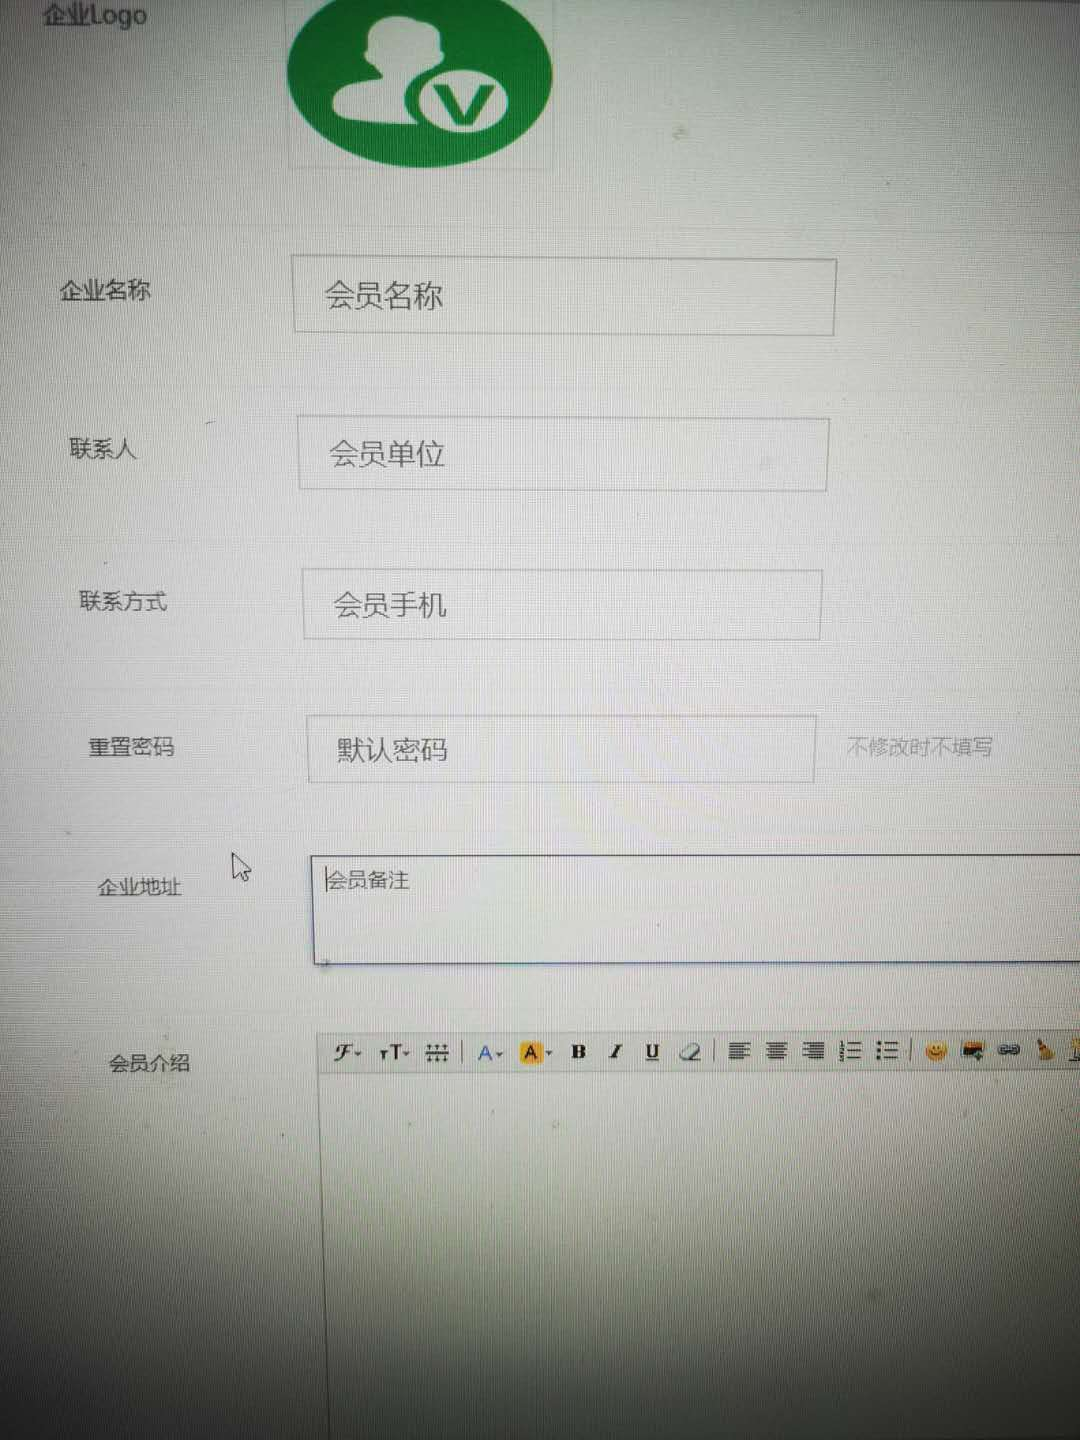 企业Logo
V
企业名称 会员名称
联系人 会员单位
联系方式 会员手机
重置密码 默认密码 不修改时不填写
企业地址 会员备注
会员介绍 F TT A A B I U